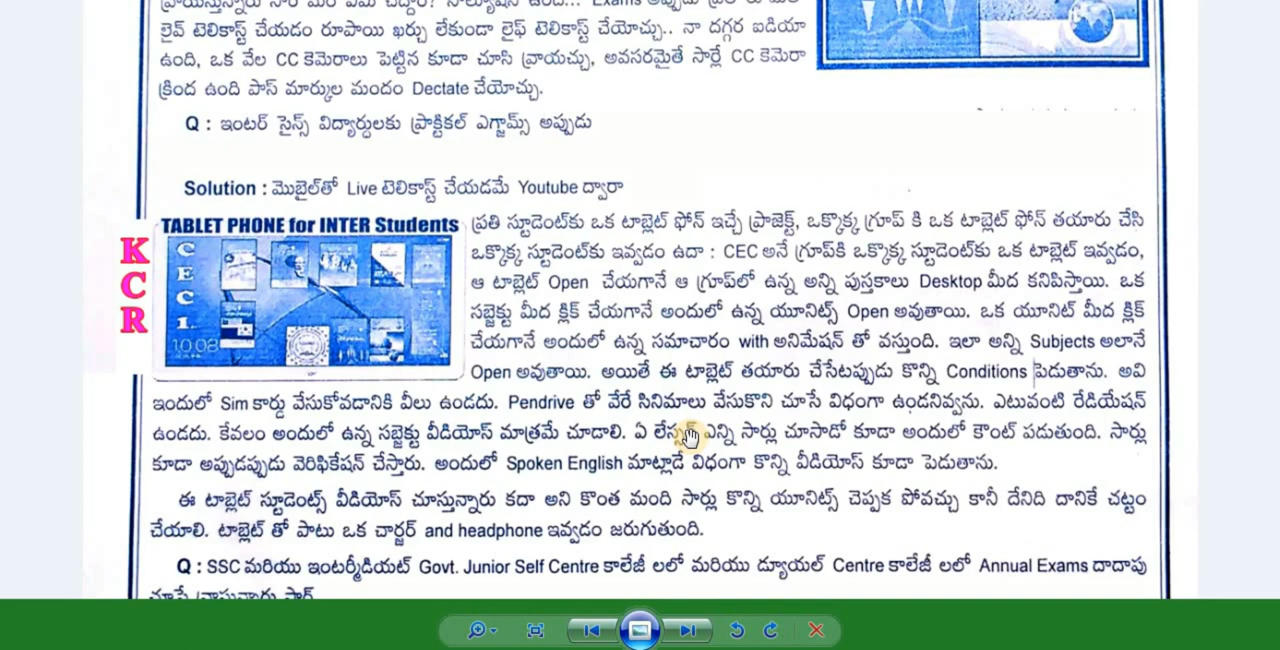 లైవ్ టెలికాస్ట్ చేయడం రూపాయి ఖర్చు లేకుండా లైఫ్ టెలికాస్ట్ చేయోచ్చు.. నా దగ్గర ఐడియా
ఉంది, ఒక వేల CC కెమెరాలు పెట్టిన కూడా చూసి వ్రాయచ్చు, అవసరమైతే సార్లే CC కెమెరా
క్రింద ఉంది పాస్ మార్కుల మందం Dectate చేయోచ్చు.
Q : ఇంటర్ సైన్స్ విద్యార్థులకు ప్రాక్టికల్ ఎగ్జామ్స్ అప్పుడు
Solution : మొబైల్‌తో Live టెలికాస్ట్ చేయడమే Youtube ద్వారా
TABLET PHONE for INTER Students
KCR
CEC 1
10:08
ప్రతి స్టూడెంట్‌కు ఒక టాబ్లెట్ ఫోన్ ఇచ్చే ప్రాజెక్ట్, ఒక్కొక్క గ్రూప్ కి ఒక టాబ్లెట్ ఫోన్ తయారు చేసి
ఒక్కొక్క స్టూడెంట్‌కు ఇవ్వడం ఉదా : CEC అనే గ్రూప్‌కి ఒక్కొక్క స్టూడెంట్‌కు ఒక టాబ్లెట్ ఇవ్వడం,
ఆ టాబ్లెట్ Open చేయగానే ఆ గ్రూప్‌లో ఉన్న అన్ని పుస్తకాలు Desktop మీద కనిపిస్తాయి. ఒక
సబ్జెక్టు మీద క్లిక్ చేయగానే అందులో ఉన్న యూనిట్స్ Open అవుతాయి. ఒక యూనిట్ మీద క్లిక్
చేయగానే అందులో ఉన్న సమాచారం with అనిమేషన్ తో వస్తుంది. ఇలా అన్ని Subjects అలానే
Open అవుతాయి. అయితే ఈ టాబ్లెట్ తయారు చేసేటప్పుడు కొన్ని Conditions పెడుతాను. అవి
ఇందులో Sim కార్డు వేసుకోవడానికి వీలు ఉండదు. Pendrive తో వేరే సినిమాలు వేసుకొని చూసే విధంగా ఉండనివ్వను. ఎటువంటి రేడియేషన్
ఉండదు. కేవలం అందులో ఉన్న సబ్జెక్టు వీడియోస్ మాత్రమే చూడాలి. ఏ ఎన్ని సార్లు చూసాడో కూడా అందులో కౌంట్ పడుతుంది. సార్లు
కూడా అప్పుడప్పుడు వెరిఫికేషన్ చేస్తారు. అందులో Spoken English మాట్లాడే విధంగా కొన్ని వీడియోస్ కూడా పెడుతాను.
ఈ టాబ్లెట్ స్టూడెంట్స్ వీడియోస్ చూస్తున్నారు కదా అని కొంత మంది సార్లు కొన్ని యూనిట్స్ చెప్పక పోవచ్చు కానీ దేనిది దానికే చట్టం
చేయాలి. టాబ్లెట్ తో పాటు ఒక చార్జర్ and headphone ఇవ్వడం జరుగుతుంది.
Q : SSC మరియు ఇంటర్మీడియట్ Govt. Junior Self Centre కాలేజీ లలో మరియు డ్యూయల్ Centre కాలేజీ లలో Annual Exams దాదాపు